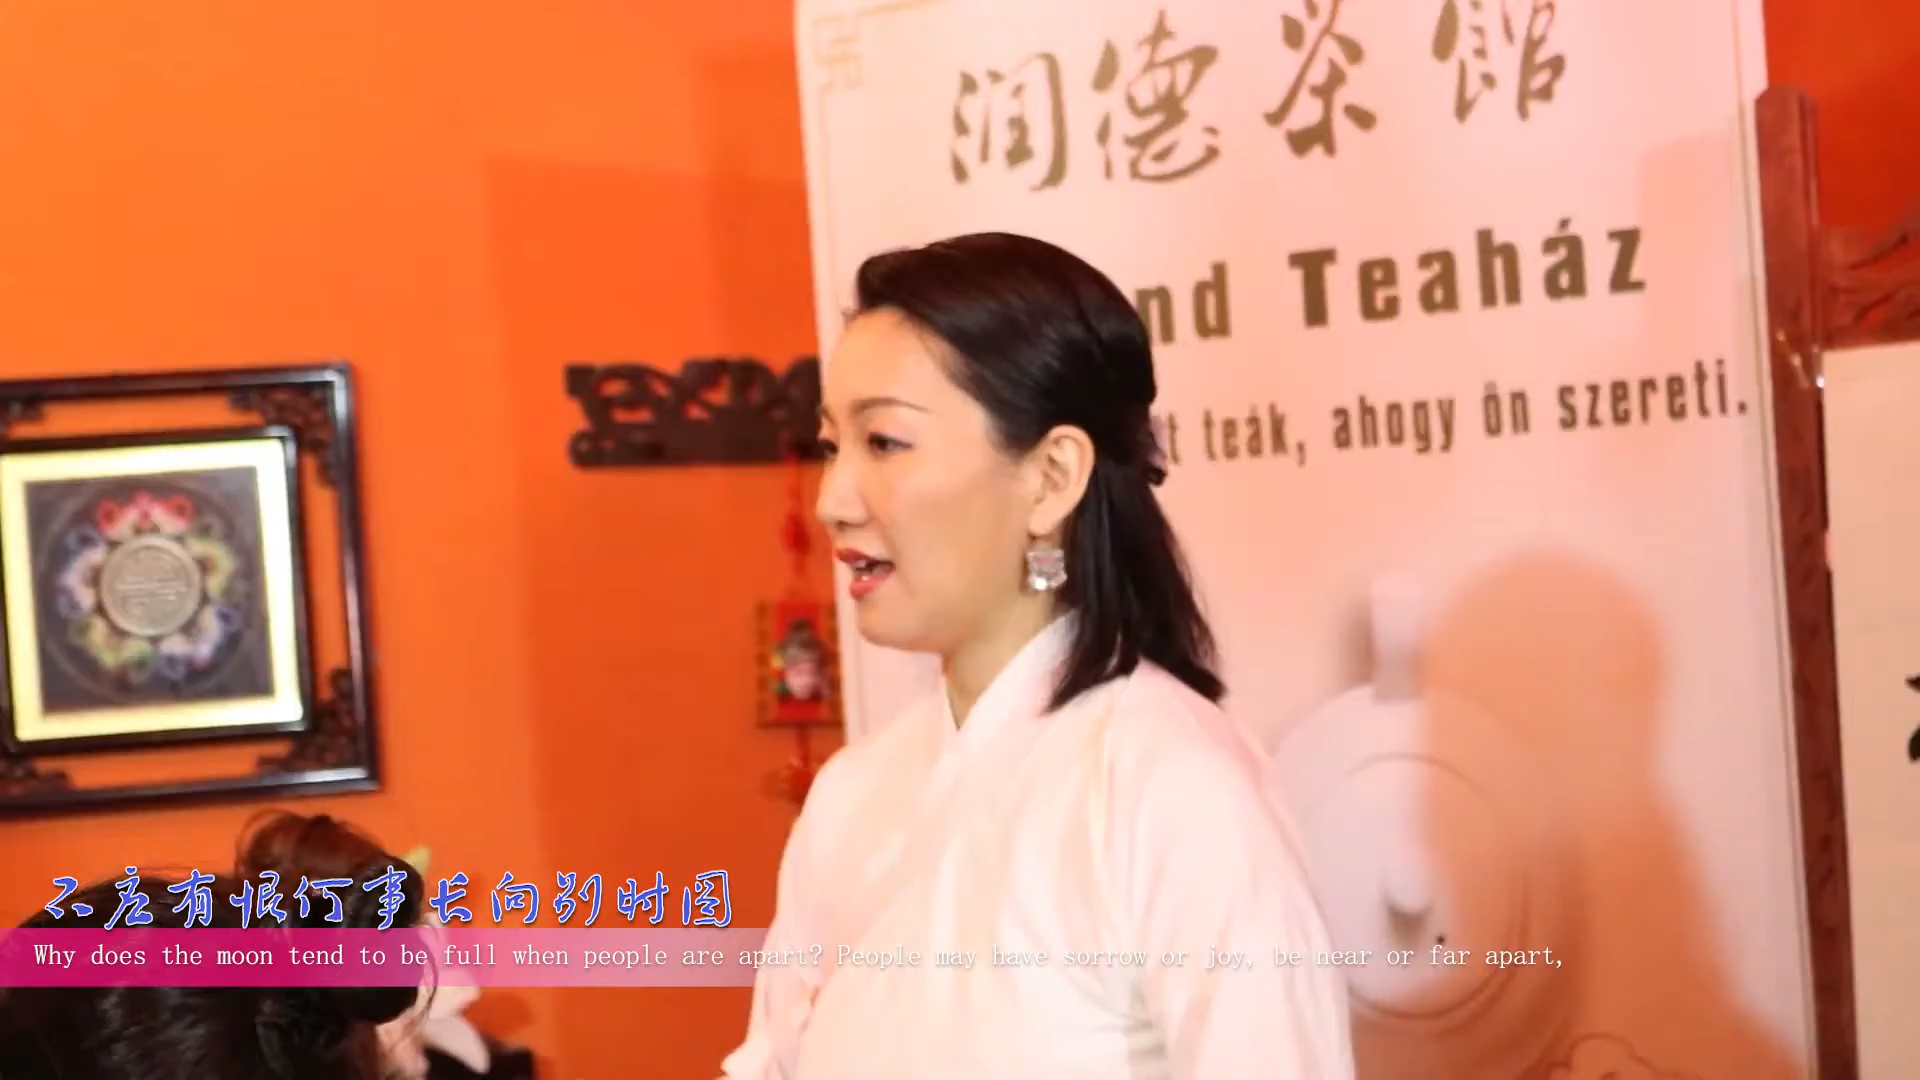 润德茶館
nd Teaház
t teák, ahogy ön szereti.
不应有恨何事长向别时圆
Why does the moon tend to be full when people are apart? People may have sorrow or joy, be near or far apart,